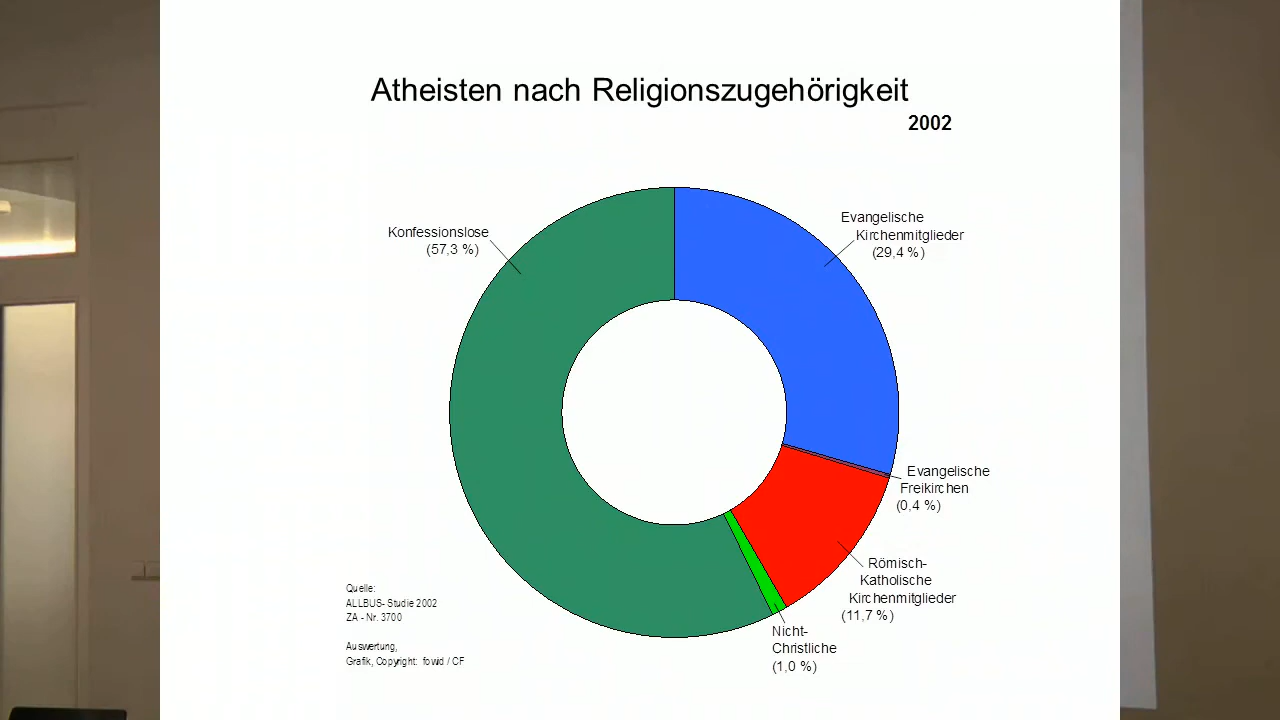 Atheisten nach Religionszugehörigkeit
2002
Konfessionslose
(57,3 %)
Evangelische
Kirchenmitglieder
(29,4 %)
Evangelische
Freikirchen
(0,4 %)
Römisch-
Katholische
Kirchenmitglieder
(11,7 %)
Nicht-
Christliche
(1,0 %)
Quelle:
ALLBUS- Studie 2002
ZA - Nr. 3700
Auswertung,
Grafik, Copyright: fowid / CF